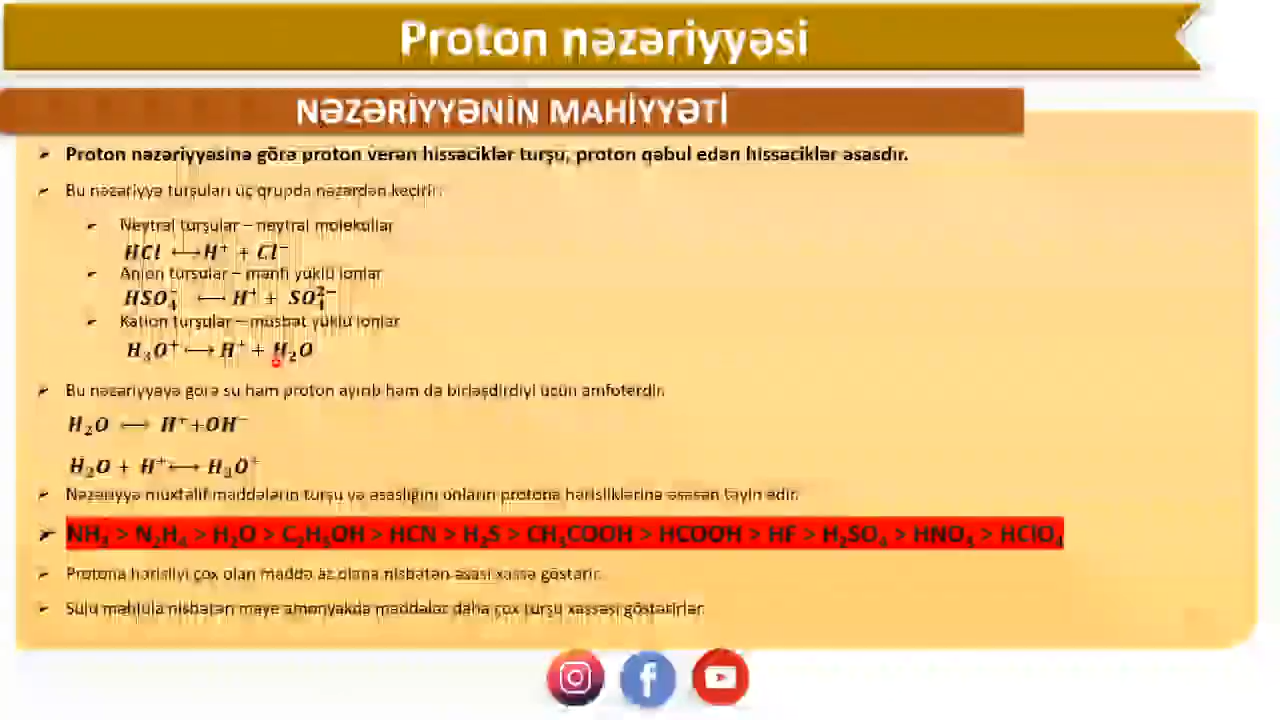 Proton nəzəriyyəsi
NƏZƏRİYYƏNİN MAHİYYƏTİ
Proton nəzəriyyəsinə görə proton verən hissəciklər turşu, proton qəbul edən hissəciklər əsasdır.
Bu nəzəriyyə turşuları üç qrupda nəzərdən keçirir:
Neytral turşular – neytral molekullar
HCl ⟷ H⁺ + Cl⁻
Anion turşular – mənfi yüklü ionlar
HSO₄⁻ ⟷ H⁺ + SO₄²⁻
Kation turşular – müsbət yüklü ionlar
H₃O⁺ ⟷ H⁺ + H₂O
Bu nəzəriyyəyə görə su həm proton ayırıb həm də birləşdirdiyi üçün amfoterdir.
H₂O ⟷ H⁺+OH⁻
H₂O + H⁺ ⟷ H₃O⁺
Nəzəriyyə müxtəlif maddələrin turşu və əsaslığını onların protona hərisliklərinə əsasən təyin edir.
NH₃ > N₂H₄ > H₂O > C₂H₅OH > HCN > H₂S > CH₃COOH > HCOOH > HF > H₂SO₄ > HNO₃ > HClO₄
Protona hərisliyi çox olan maddə az olana nisbətən əsasi xassə göstərir.
Sulu məhlula nisbətən maye amonyakda maddələr daha çox turşu xassəsi göstərirlər.